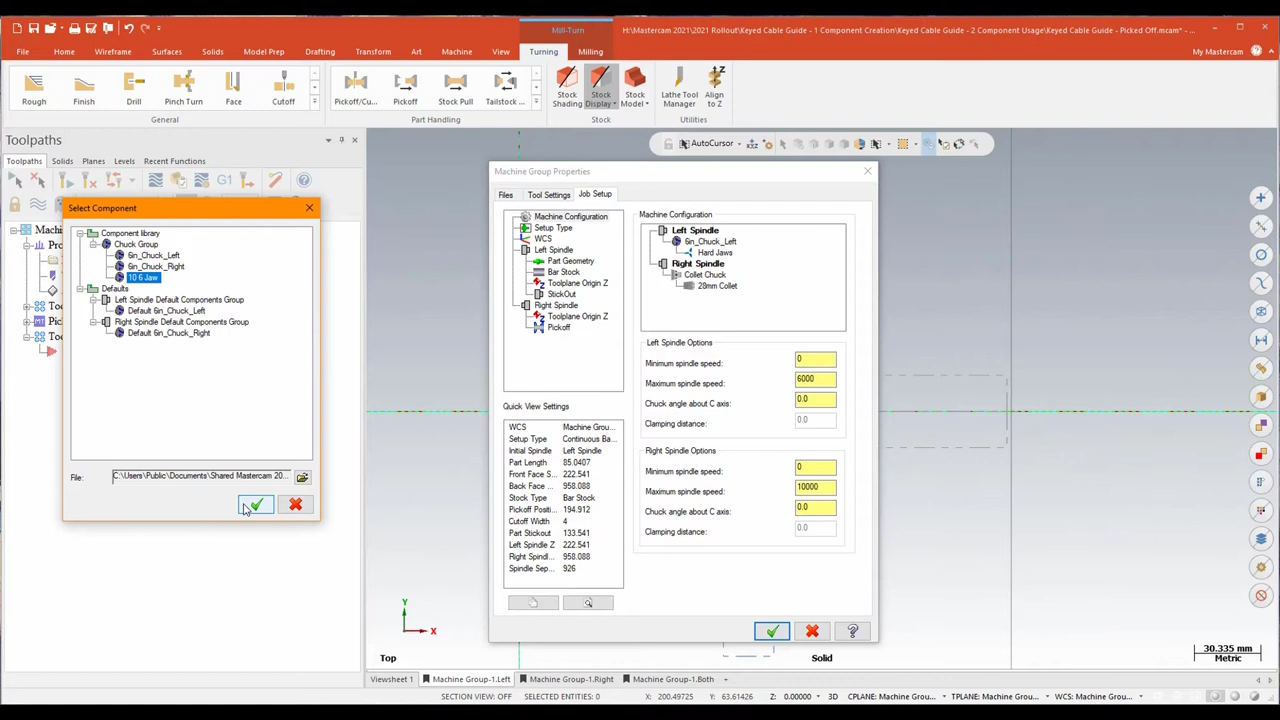 Mill-Turn
H:\Mastercam 2021\2021 Rollout\Keyed Cable Guide - 1 Component Creation\Keyed Cable Guide - 2 Component Usage\Keyed Cable Guide - Picked Off.mcam* -
File Home Wireframe Surfaces Solids Model Prep Drafting Transform Art Machine View Turning Milling My Mastercam
Rough Finish Drill Pinch Turn Face Cutoff Pickoff/Cu... Pickoff Stock Pull Tailstock ... Stock Shading Stock Display Stock Model Lathe Tool Manager Align to Z
General Part Handling Stock Utilities
Toolpaths
Toolpaths Solids Planes Levels Recent Functions
AutoCursor
G1
Select Component
Component library
Chuck Group
6in_Chuck_Left
6in_Chuck_Right
10 6 Jaw
Defaults
Left Spindle Default Components Group
Default 6in_Chuck_Left
Right Spindle Default Components Group
Default 6in_Chuck_Right
File: C:\Users\Public\Documents\Shared Mastercam 20...
Machine Group Properties
Files Tool Settings Job Setup
Machine Configuration
Setup Type
WCS
Left Spindle
Part Geometry
Bar Stock
Toolplane Origin Z
StickOut
Right Spindle
Toolplane Origin Z
Pickoff
Quick View Settings
WCS Machine Grou...
Setup Type Continuous Ba...
Initial Spindle Left Spindle
Part Length 85.0407
Front Face S... 222.541
Back Face ... 958.088
Stock Type Bar Stock
Pickoff Positi... 194.912
Cutoff Width 4
Part Stickout 133.541
Left Spindle Z 222.541
Right Spindl... 958.088
Spindle Sep... 926
Machine Configuration
Left Spindle
6in_Chuck_Left
Hard Jaws
Right Spindle
Collet Chuck
28mm Collet
Left Spindle Options
Minimum spindle speed: 0
Maximum spindle speed: 6000
Chuck angle about C axis: 0.0
Clamping distance: 0.0
Right Spindle Options
Minimum spindle speed: 0
Maximum spindle speed: 10000
Chuck angle about C axis: 0.0
Clamping distance: 0.0
Y
X
Top
Solid
30.335 mm
Metric
Viewsheet 1 Machine Group-1.Left Machine Group-1.Right Machine Group-1.Both +
SECTION VIEW: OFF SELECTED ENTITIES: 0 X: 200.49725 Y: 63.61426 Z: 0.00000 3D CPLANE: Machine Grou... TPLANE: Machine Grou... WCS: Machine Grou...